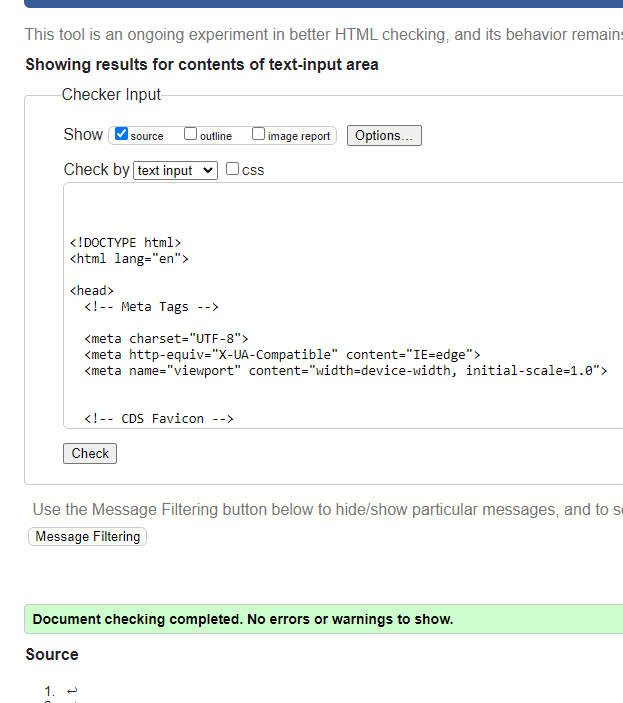 This tool is an ongoing experiment in better HTML checking, and its behavior remains
Showing results for contents of text-input area
Checker Input
Show source outline image report Options...
Check by text input css
<!DOCTYPE html>
<html lang="en">
<head>
<!-- Meta Tags -->
<meta charset="UTF-8">
<meta http-equiv="X-UA-Compatible" content="IE=edge">
<meta name="viewport" content="width=device-width, initial-scale=1.0">
<!-- CDS Favicon -->
Check
Use the Message Filtering button below to hide/show particular messages, and to s
Message Filtering
Document checking completed. No errors or warnings to show.
Source
1. ↩